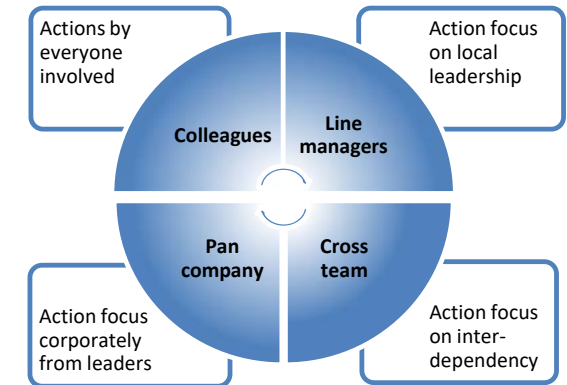 Actions by
everyone
involved
Action focus
on local
leadership
Colleagues
Line
managers
Pan
company
Cross
team
Action focus
corporately
from leaders
Action focus
on inter-
dependency